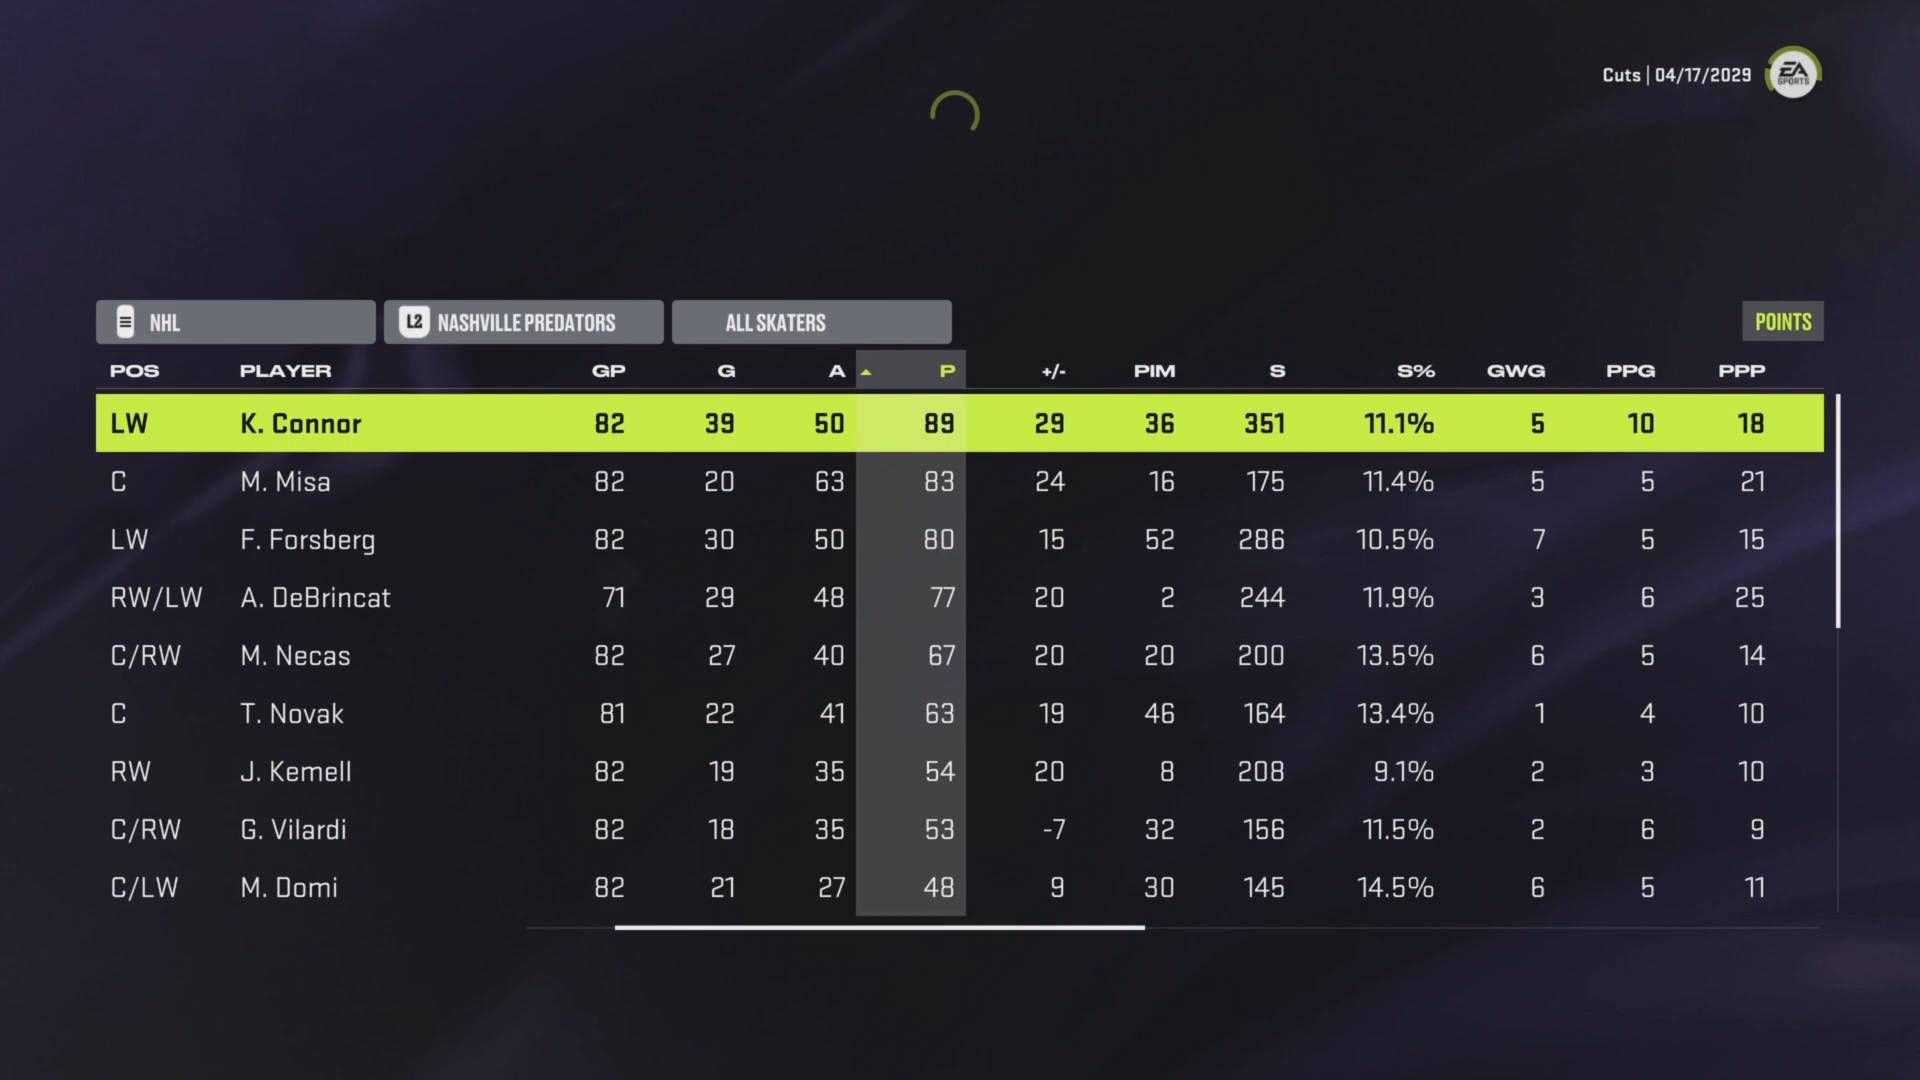 Cuts | 04/17/2029 EA SPORTS
NHL L2 NASHVILLE PREDATORS ALL SKATERS POINTS
POS PLAYER GP G A P +/- PIM S S% GWG PPG PPP
LW K. Connor 82 39 50 89 29 36 351 11.1% 5 10 18
C M. Misa 82 20 63 83 24 16 175 11.4% 5 5 21
LW F. Forsberg 82 30 50 80 15 52 286 10.5% 7 5 15
RW/LW A. DeBrincat 71 29 48 77 20 2 244 11.9% 3 6 25
C/RW M. Necas 82 27 40 67 20 20 200 13.5% 6 5 14
C T. Novak 81 22 41 63 19 46 164 13.4% 1 4 10
RW J. Kemell 82 19 35 54 20 8 208 9.1% 2 3 10
C/RW G. Vilardi 82 18 35 53 -7 32 156 11.5% 2 6 9
C/LW M. Domi 82 21 27 48 9 30 145 14.5% 6 5 11